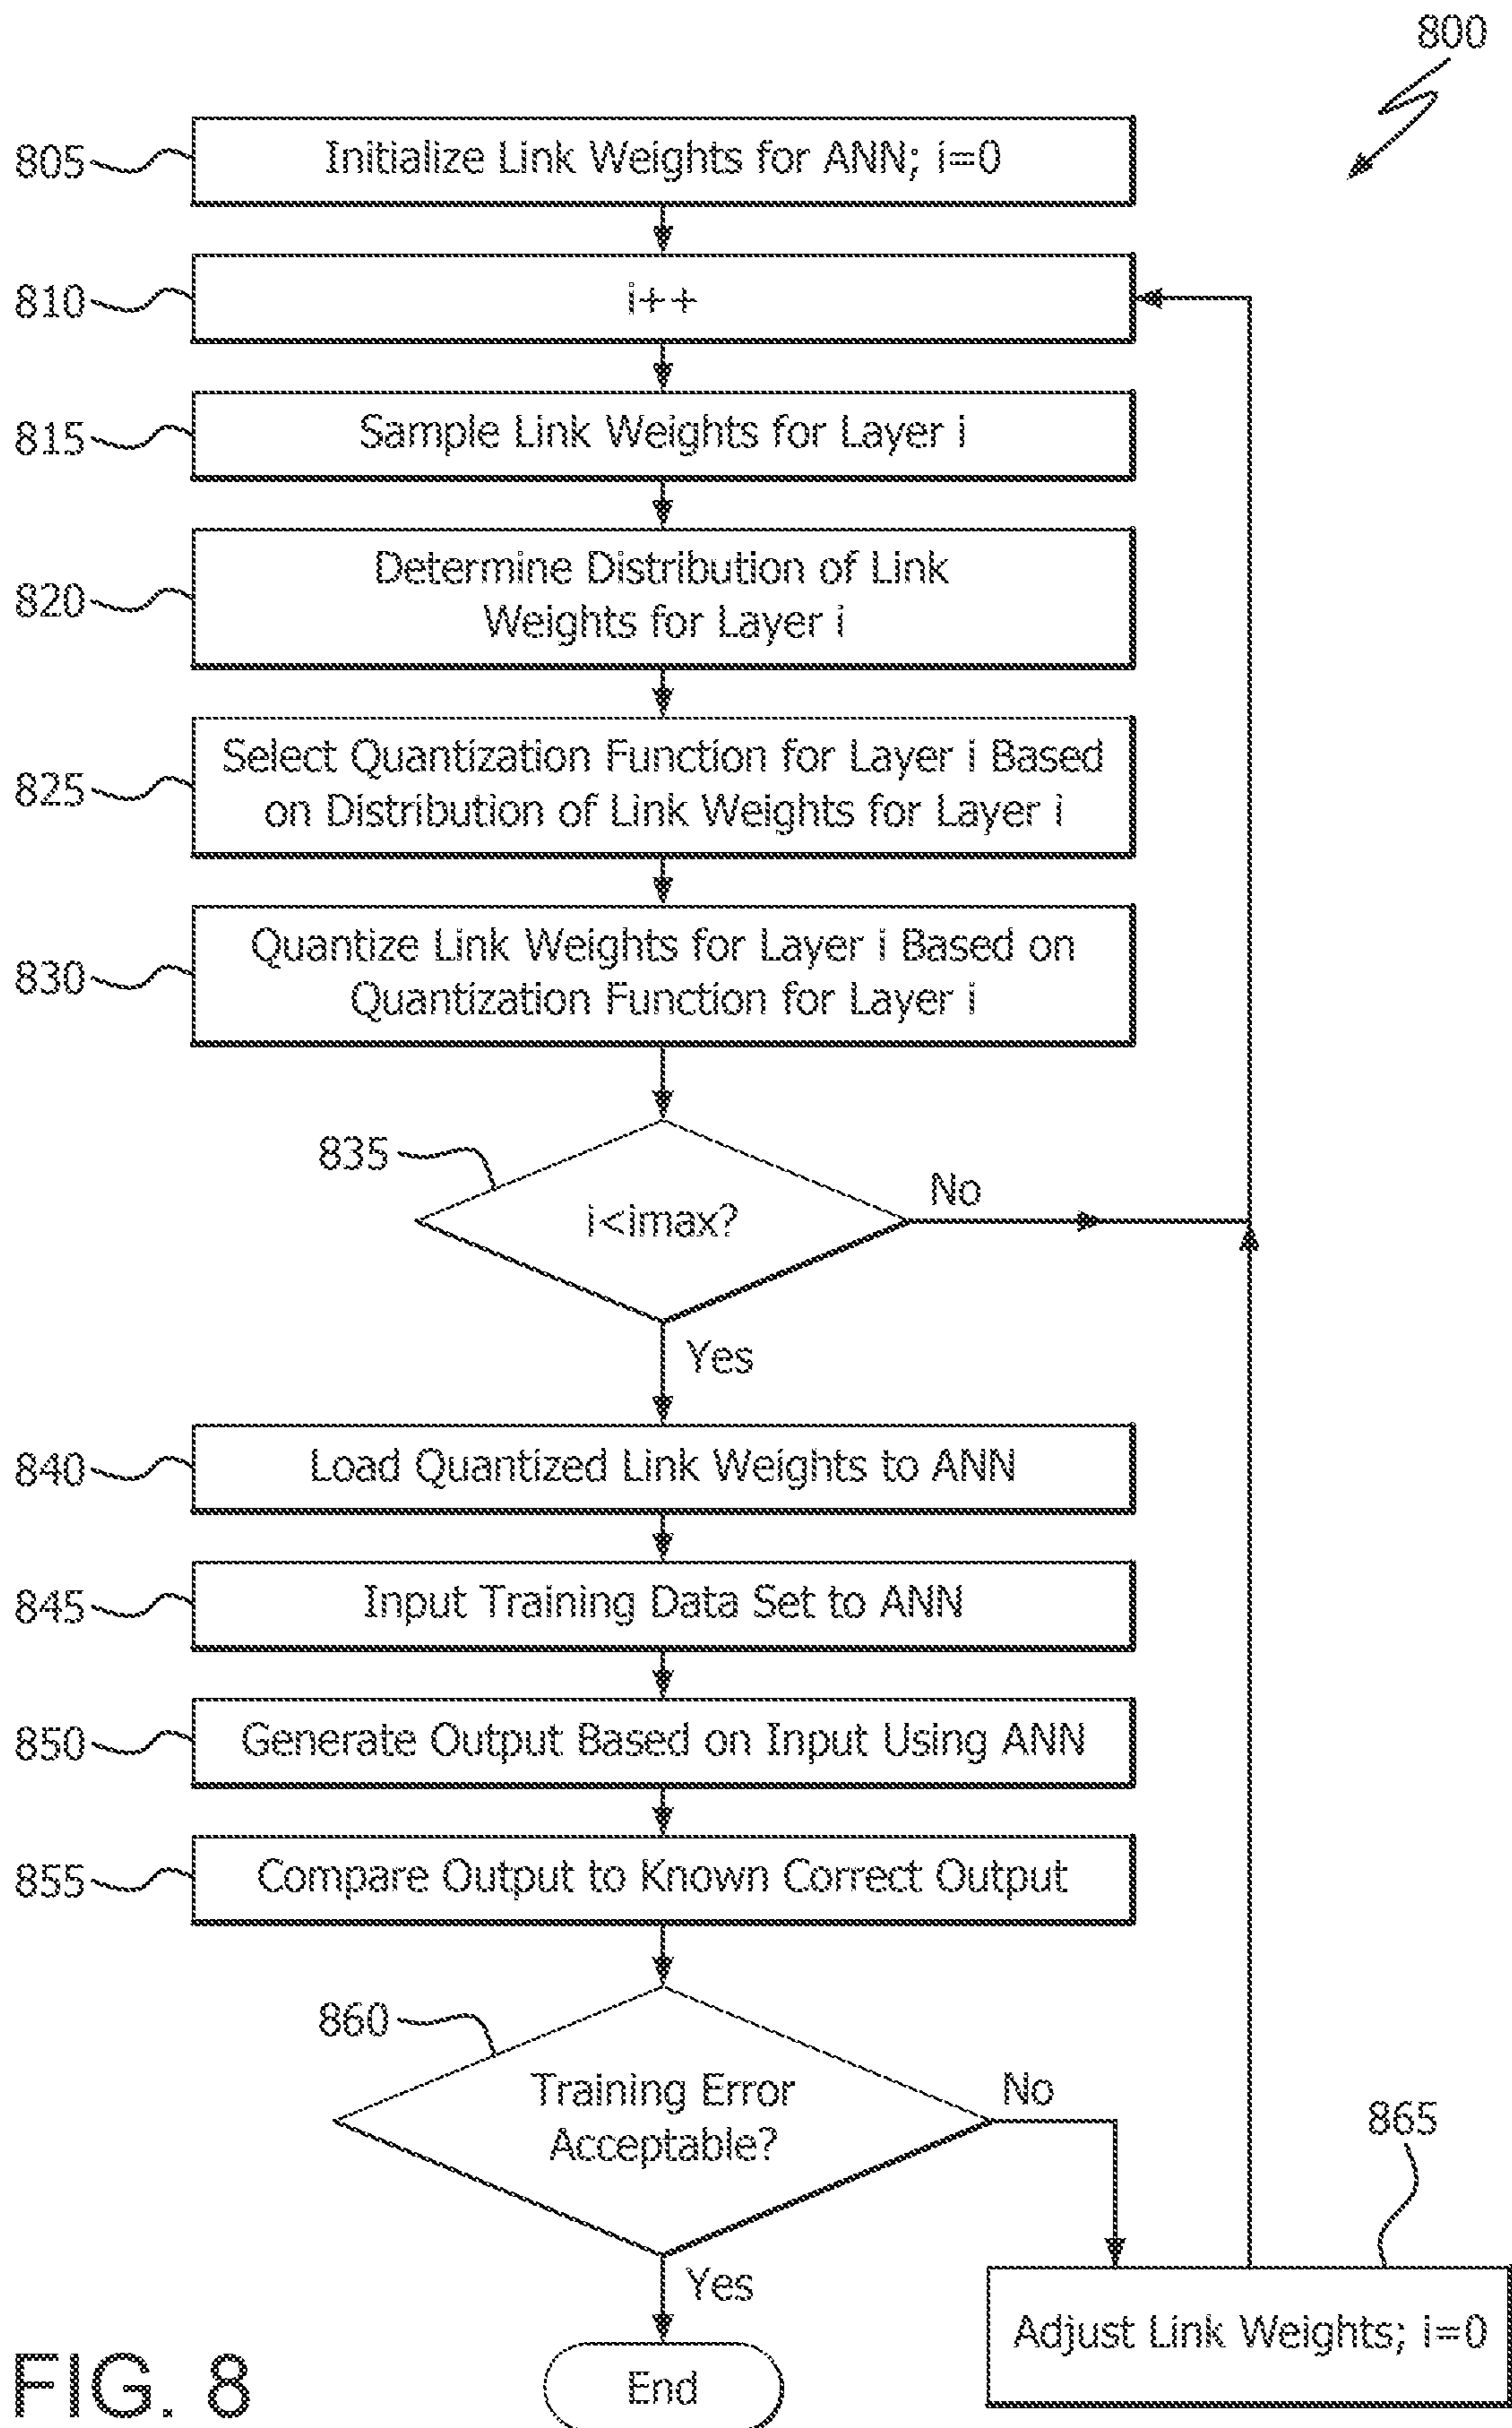 800
805
Initialize Link Weights for ANN; i=0
810
i++
815
Sample Link Weights for Layer i
820
Determine Distribution of Link
Weights for Layer i
825
Select Quantization Function for Layer i Based
on Distribution of Link Weights for Layer i
830
Quantize Link Weights for Layer i Based on
Quantization Function for Layer i
835
i<imax?
No
Yes
840
Load Quantized Link Weights to ANN
845
Input Training Data Set to ANN
850
Generate Output Based on Input Using ANN
855
Compare Output to Known Correct Output
860
Training Error
Acceptable?
No
865
Yes
Adjust Link Weights; i=0
End
FIG. 8